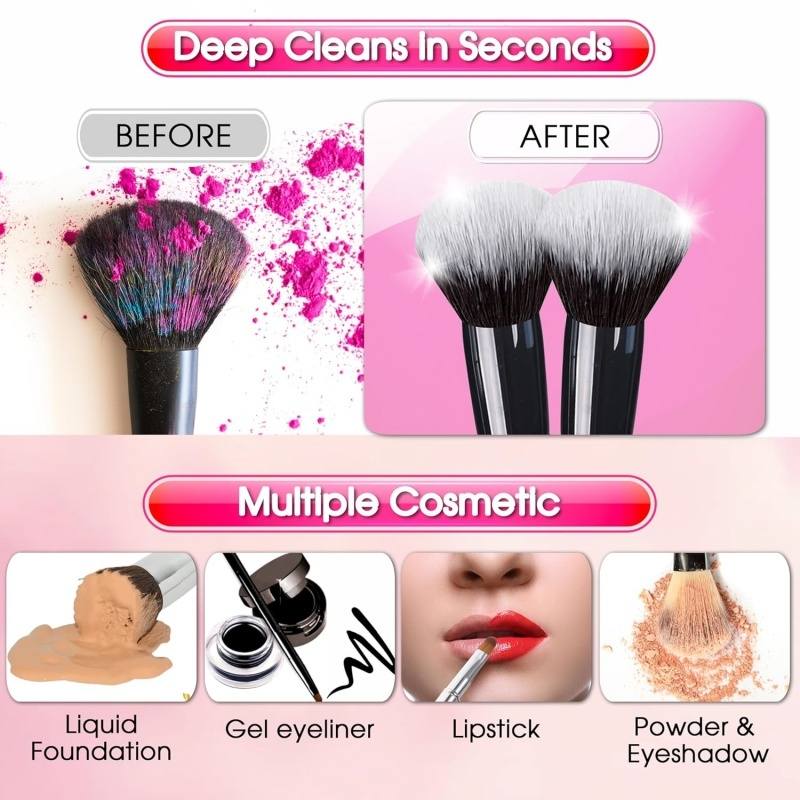 Deep Cleans In Seconds
BEFORE
AFTER
Multiple Cosmetic
Liquid
Foundation
Gel eyeliner
Lipstick
Powder &
Eyeshadow